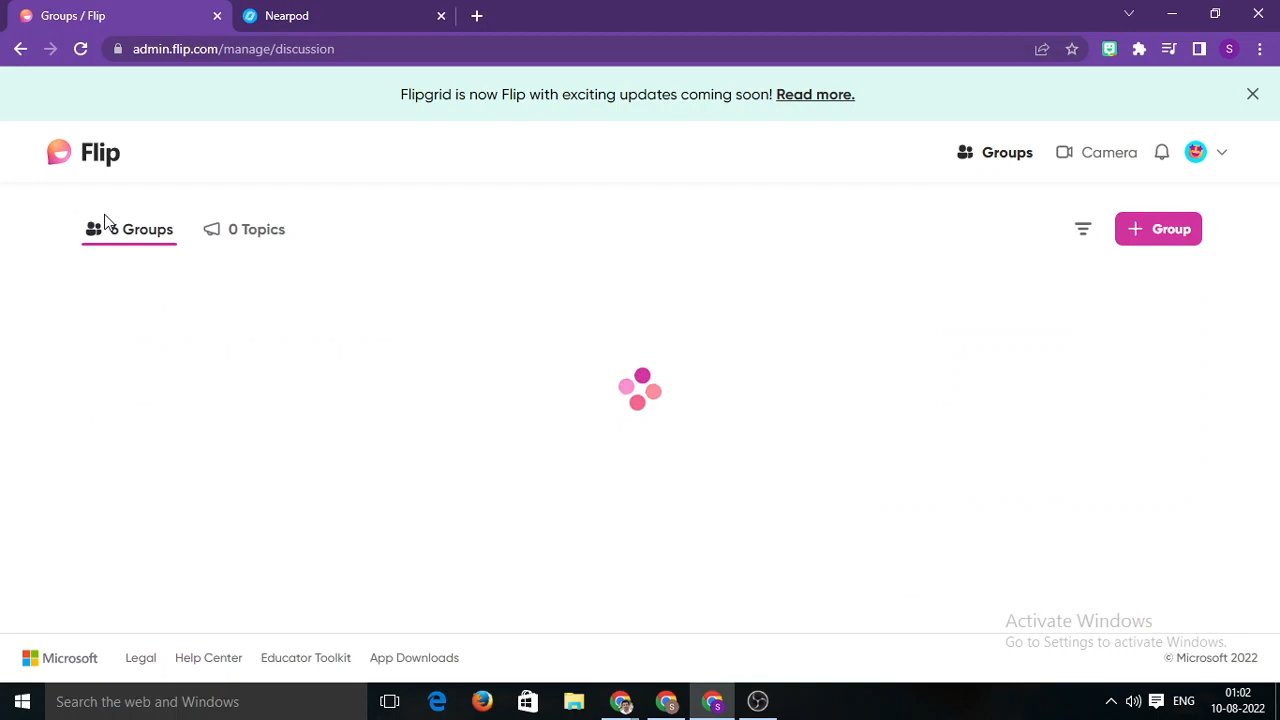 Groups / Flip
Nearpod
admin.flip.com/manage/discussion
S
Flipgrid is now Flip with exciting updates coming soon! Read more.
Flip
Groups
Camera
6 Groups
0 Topics
Group
Activate Windows
Go to Settings to activate Windows.
Microsoft
Legal
Help Center
Educator Toolkit
App Downloads
© Microsoft 2022
Search the web and Windows
ENG
01:02
10-08-2022